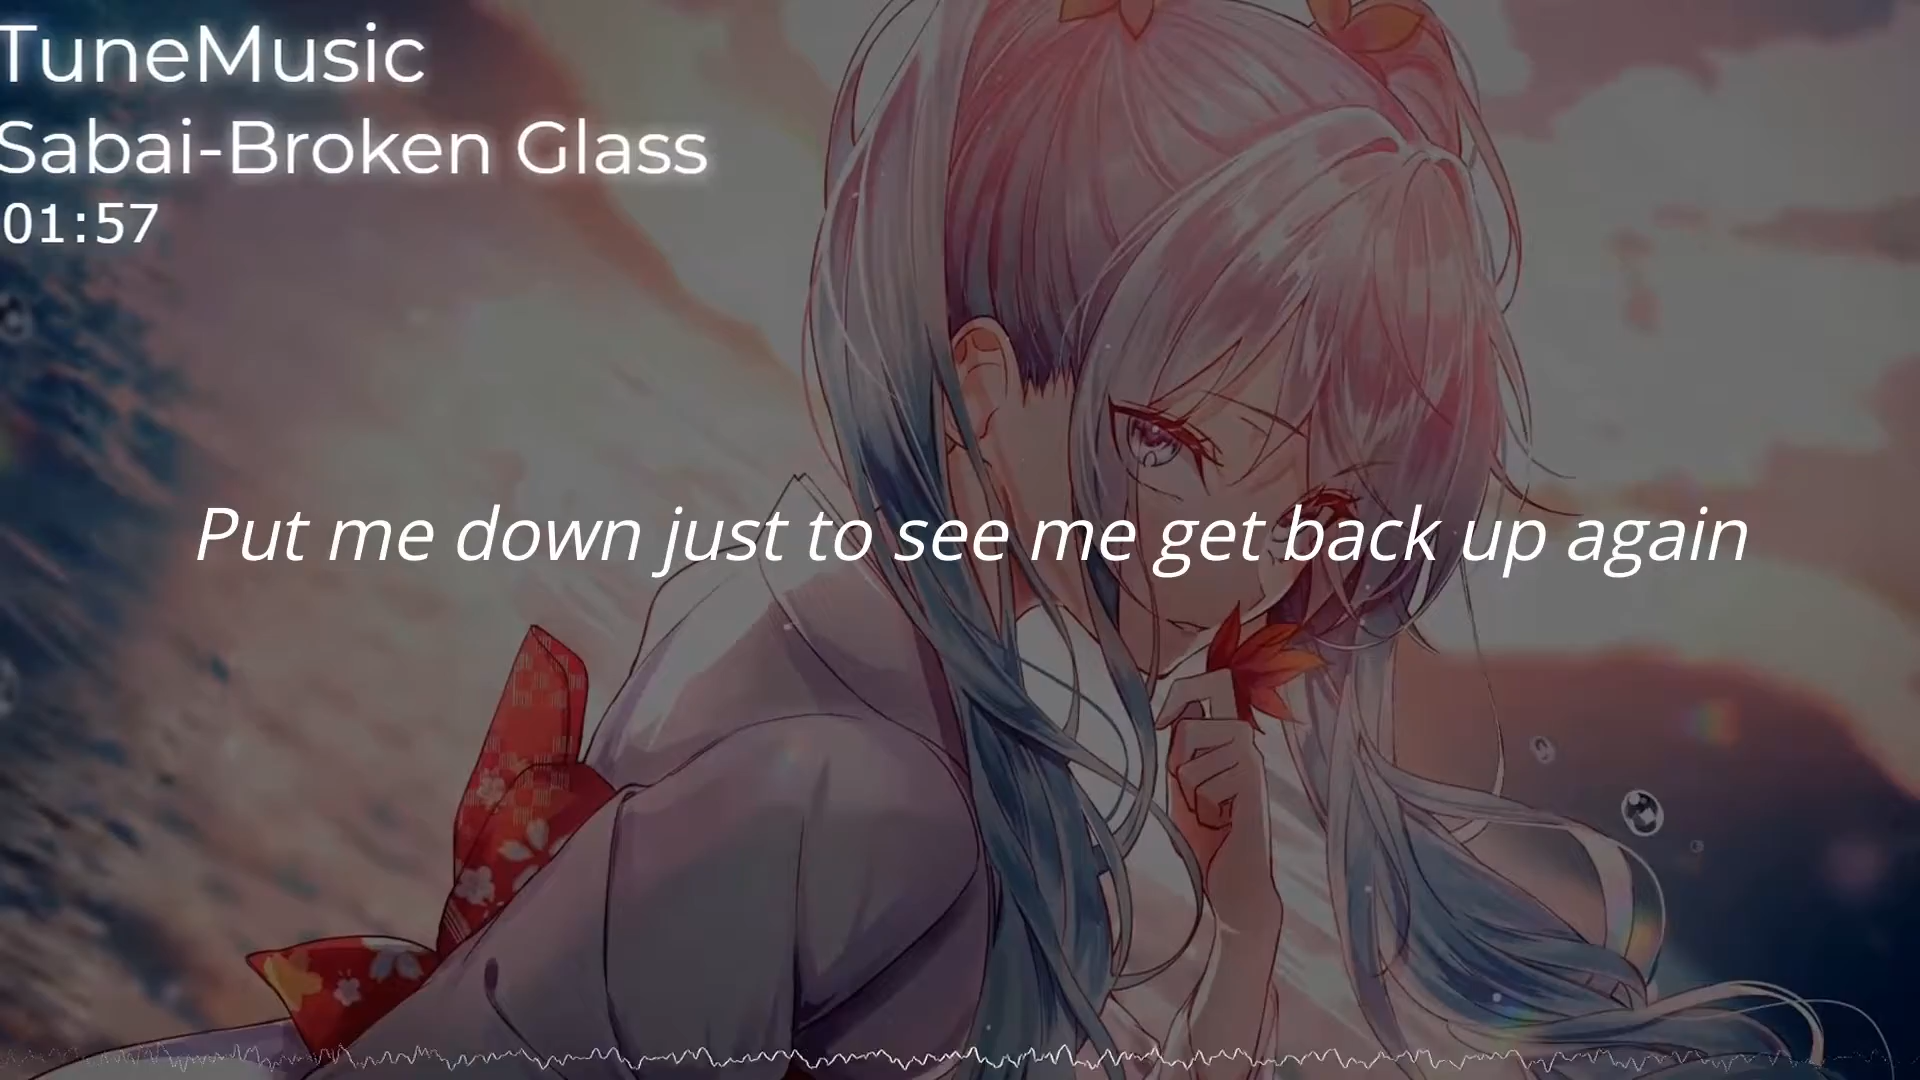 TuneMusic
Sabai-Broken Glass
01:57
Put me down just to see me get back up again